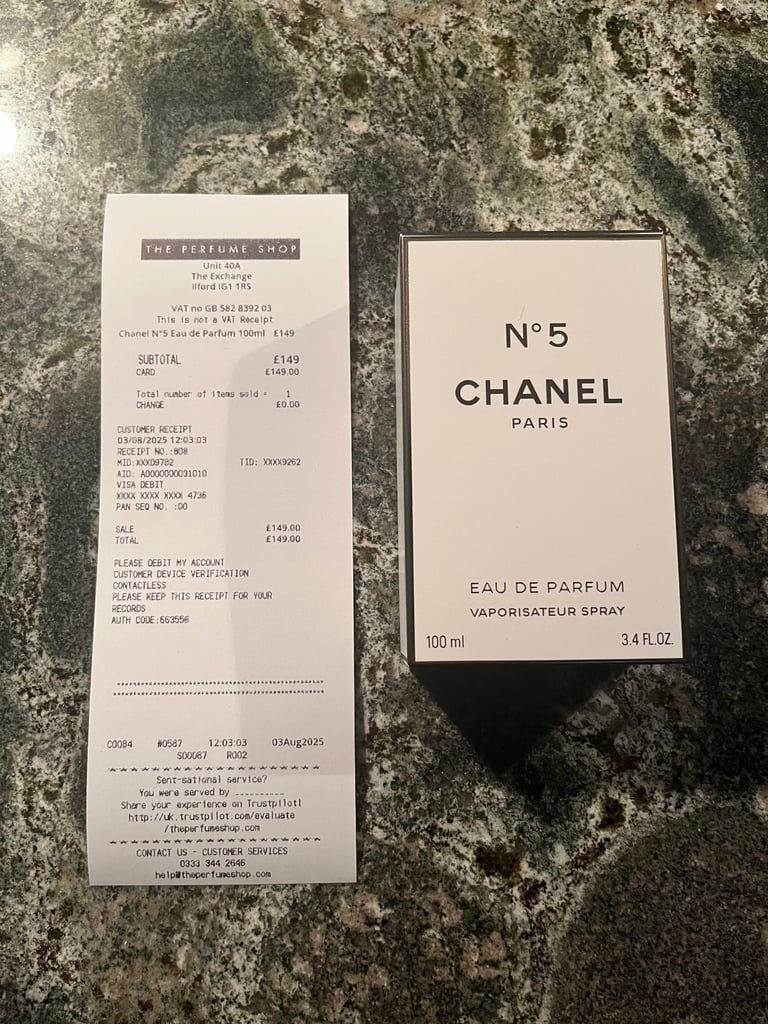 THE PERFUME SHOP
Unit 40A
The Exchange
Ilford IG1 1RS
VAT no GB 582 8392 03
This is not a VAT Receipt
Chanel N°5 Eau de Parfum 100ml £149
SUBTOTAL £149
CARD £149.00
Total number of items sold = 1
CHANGE £0.00
CUSTOMER RECEIPT
03/08/2025 12:03:03
RECEIPT NO.:808
MID:XXX09782 TID: XXXX9262
AID: A0000000031010
VISA DEBIT
XXXX XXXX XXXX 4736
PAN SEQ NO. :00
SALE £149.00
TOTAL £149.00
PLEASE DEBIT MY ACCOUNT
CUSTOMER DEVICE VERIFICATION
CONTACTLESS
PLEASE KEEP THIS RECEIPT FOR YOUR
RECORDS
AUTH CODE:663556
C0084 #0587 12:03:03 03Aug2025
S00087 R002
Sent-sational service?
You were served by __________
Share your experience on Trustpilot!
http://uk.trustpilot.com/evaluate
/theperfumeshop.com
CONTACT US - CUSTOMER SERVICES
0333 344 2646
help@theperfumeshop.com
N°5
CHANEL
PARIS
EAU DE PARFUM
VAPORISATEUR SPRAY
100 ml 3.4 FL.OZ.